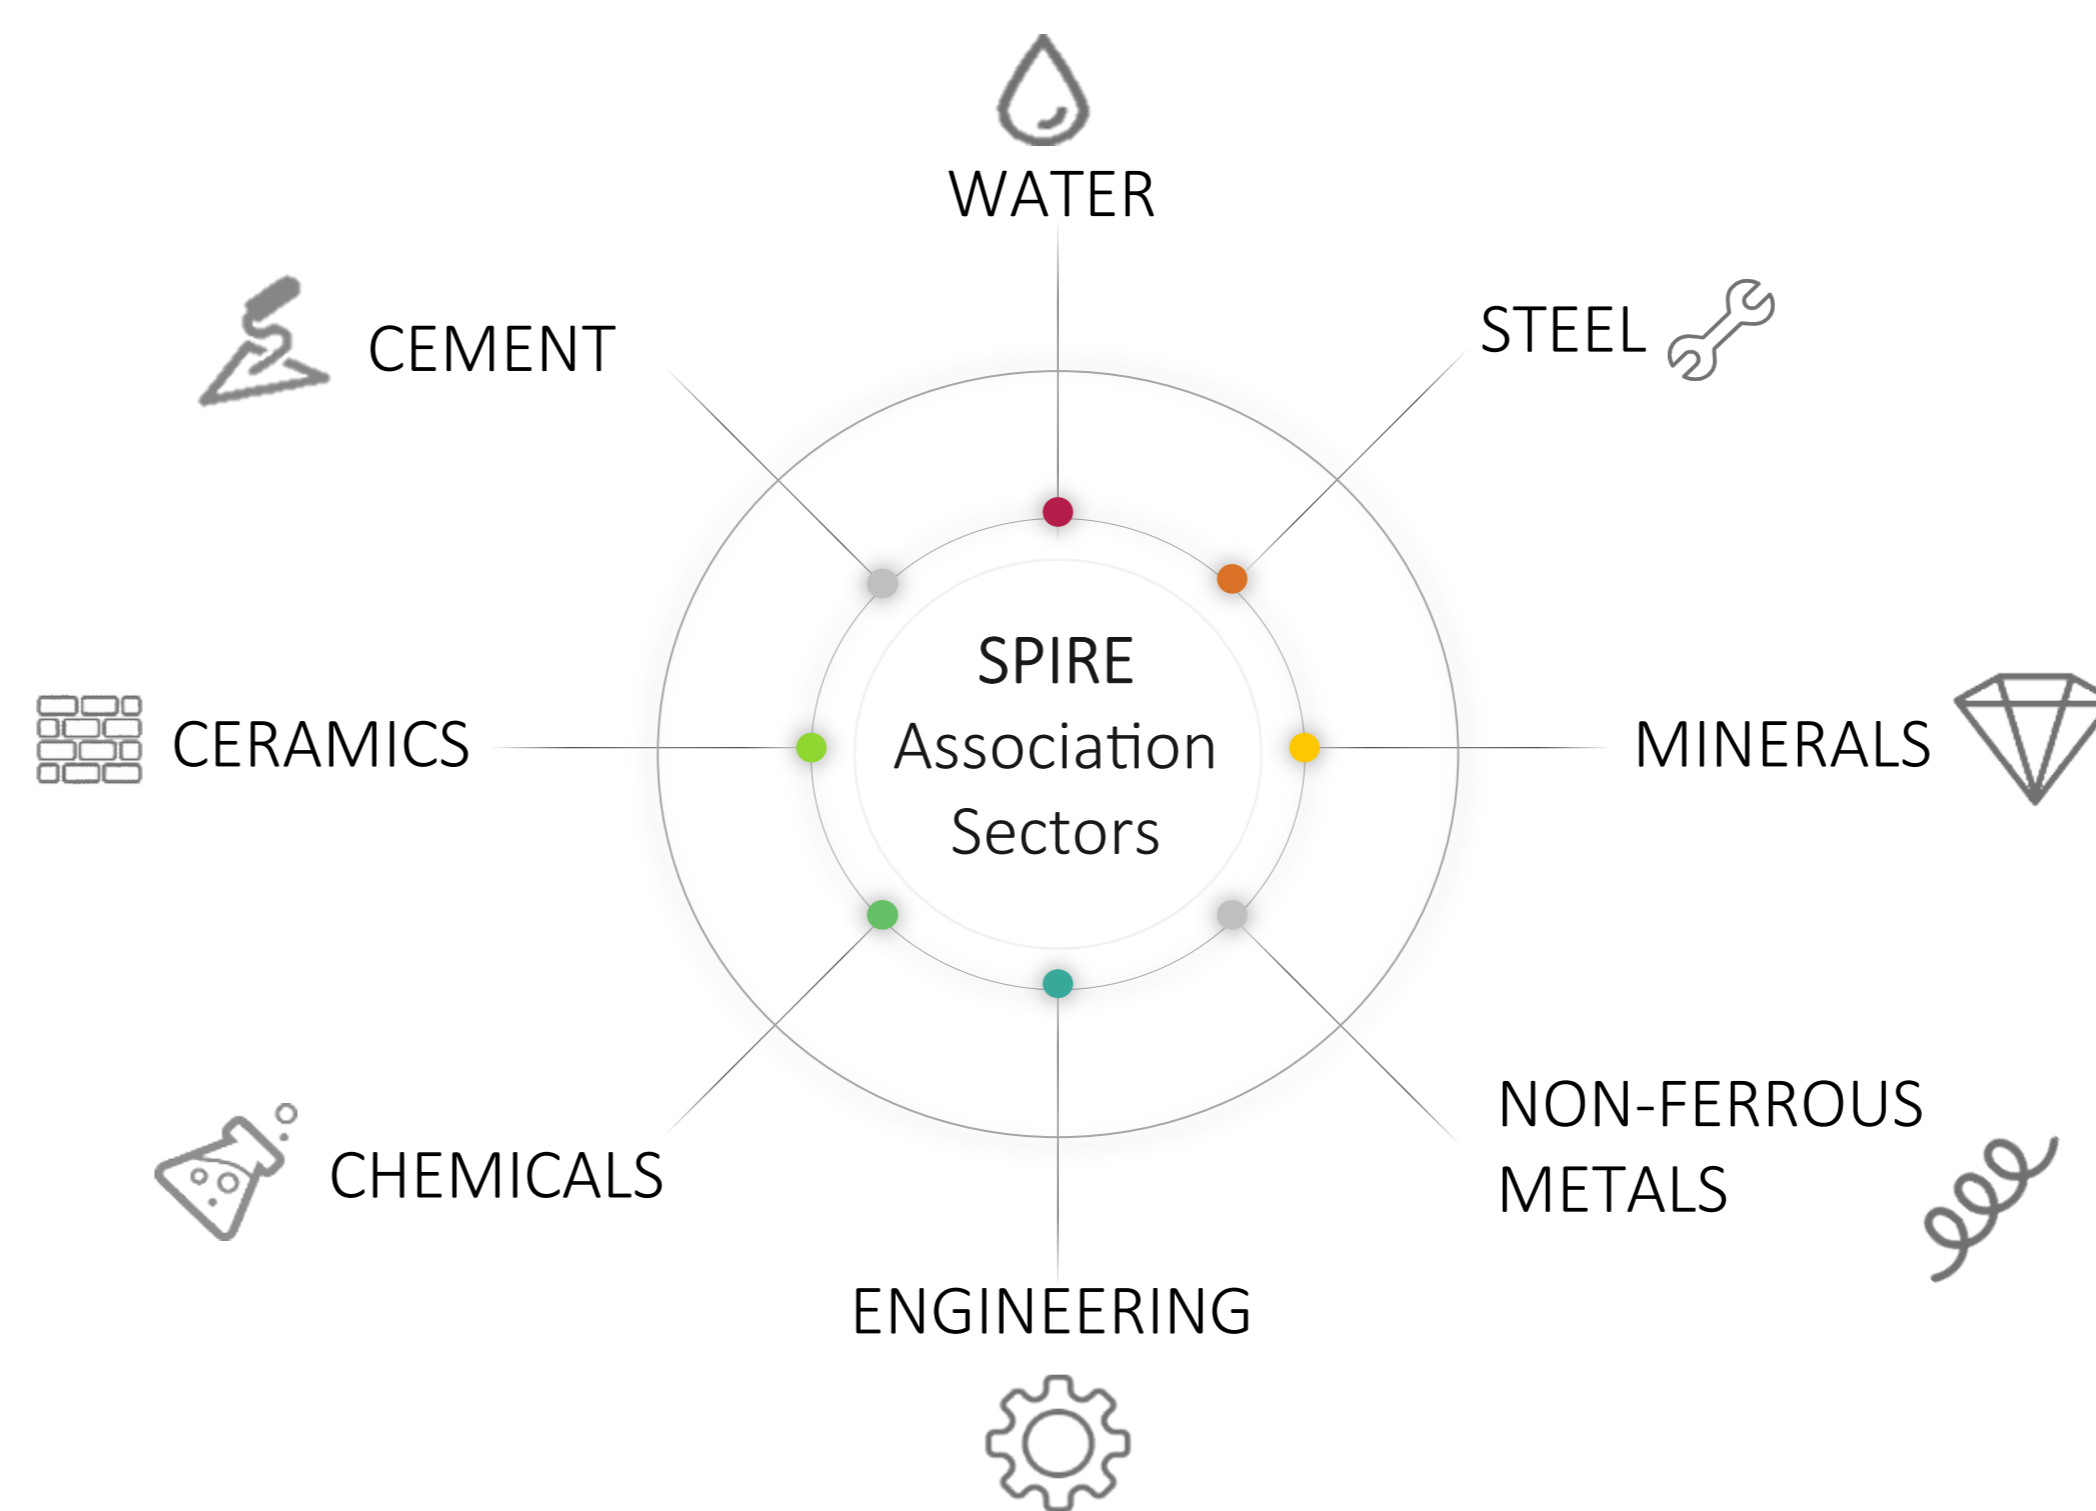 WATER
STEEL
CEMENT
SPIRE
Association
Sectors
CERAMICS
MINERALS
NON-FERROUS
METALS
CHEMICALS
ENGINEERING